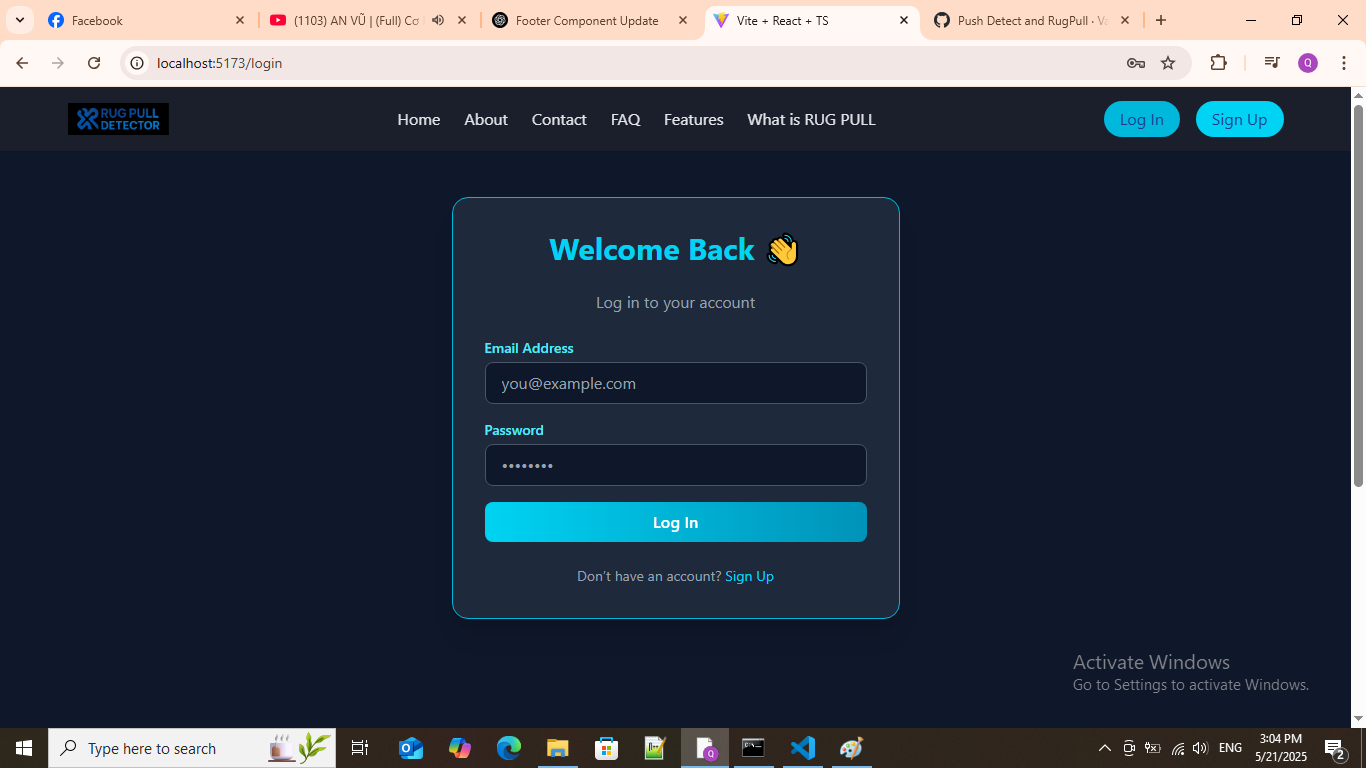 Facebook
(1103) AN VŨ | (Full) Cơ
Footer Component Update
Vite + React + TS
Push Detect and RugPull · Va
localhost:5173/login
Q
RUG PULL
DETECTOR
Home
About
Contact
FAQ
Features
What is RUG PULL
Log In
Sign Up
Welcome Back 👋
Log in to your account
Email Address
you@example.com
Password
••••••••
Log In
Don't have an account? Sign Up
Activate Windows
Go to Settings to activate Windows.
Type here to search
ENG
3:04 PM
5/21/2025
2